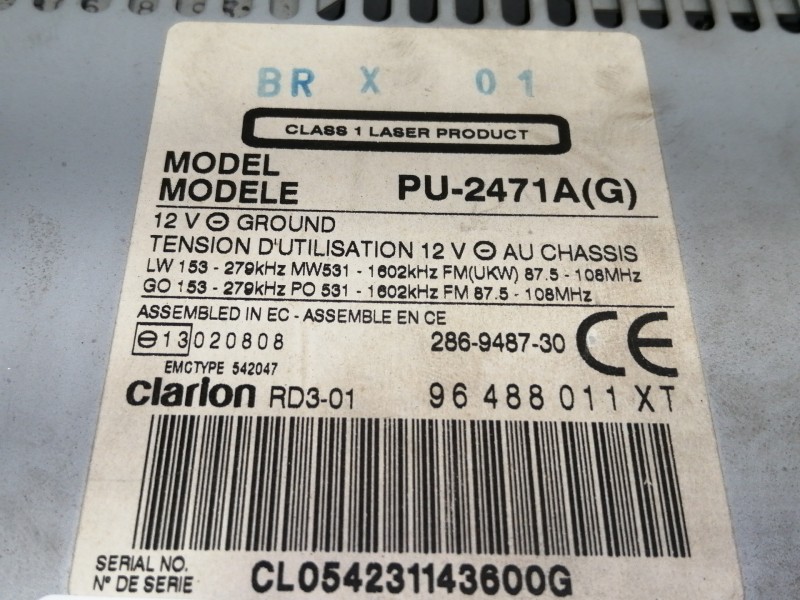 BR X 01
CLASS 1 LASER PRODUCT
MODEL
MODELE PU-2471A(G)
12 V ⊖ GROUND
TENSION D'UTILISATION 12 V ⊖ AU CHASSIS
LW 153 - 279kHz MW531 - 1602kHz FM(UKW) 87.5 - 108MHz
GO 153 - 279kHz PO 531 - 1602kHz FM 87.5 - 108MHz
ASSEMBLED IN EC - ASSEMBLE EN CE
⊖13 020808 286-9487-30 CE
EMCTYPE 542047
clarion RD3-01 96 488 011 XT
SERIAL NO.
N° DE SERIE CL054231143600G